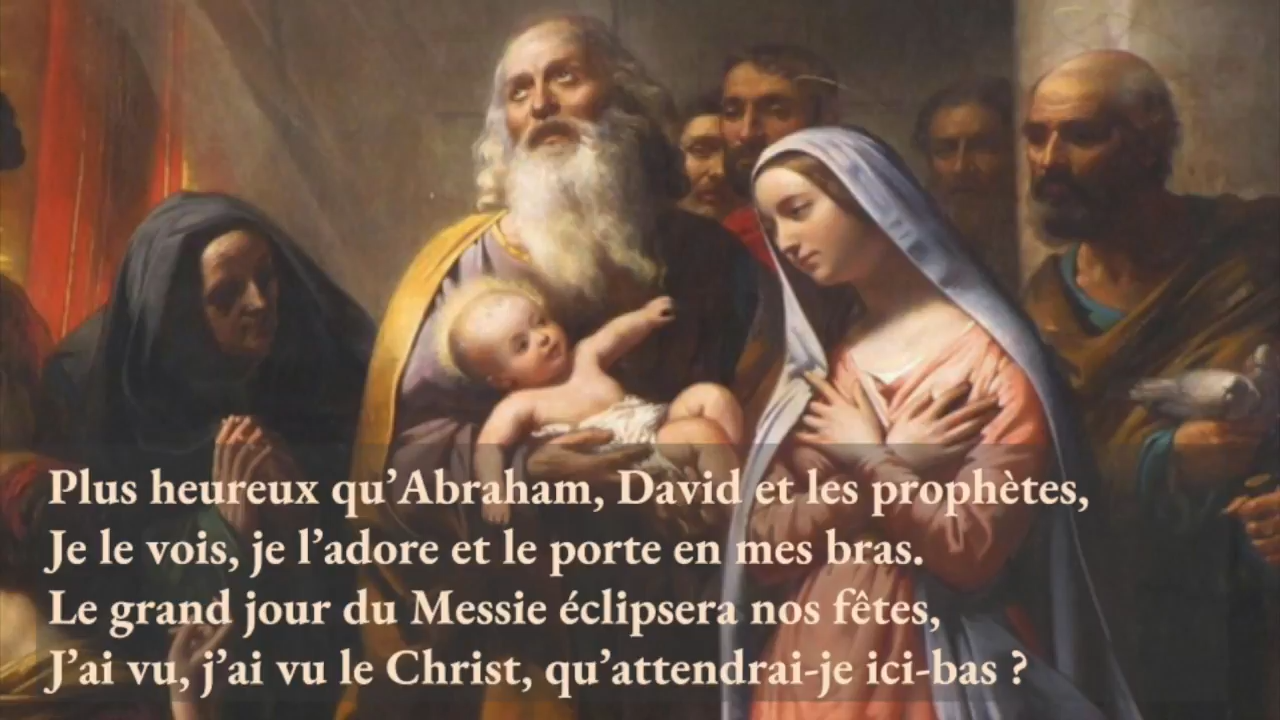 Plus heureux qu’Abraham, David et les prophètes,
Je le vois, je l’adore et le porte en mes bras.
Le grand jour du Messie éclipsera nos fêtes,
J’ai vu, j’ai vu le Christ, qu’attendrai-je ici-bas ?